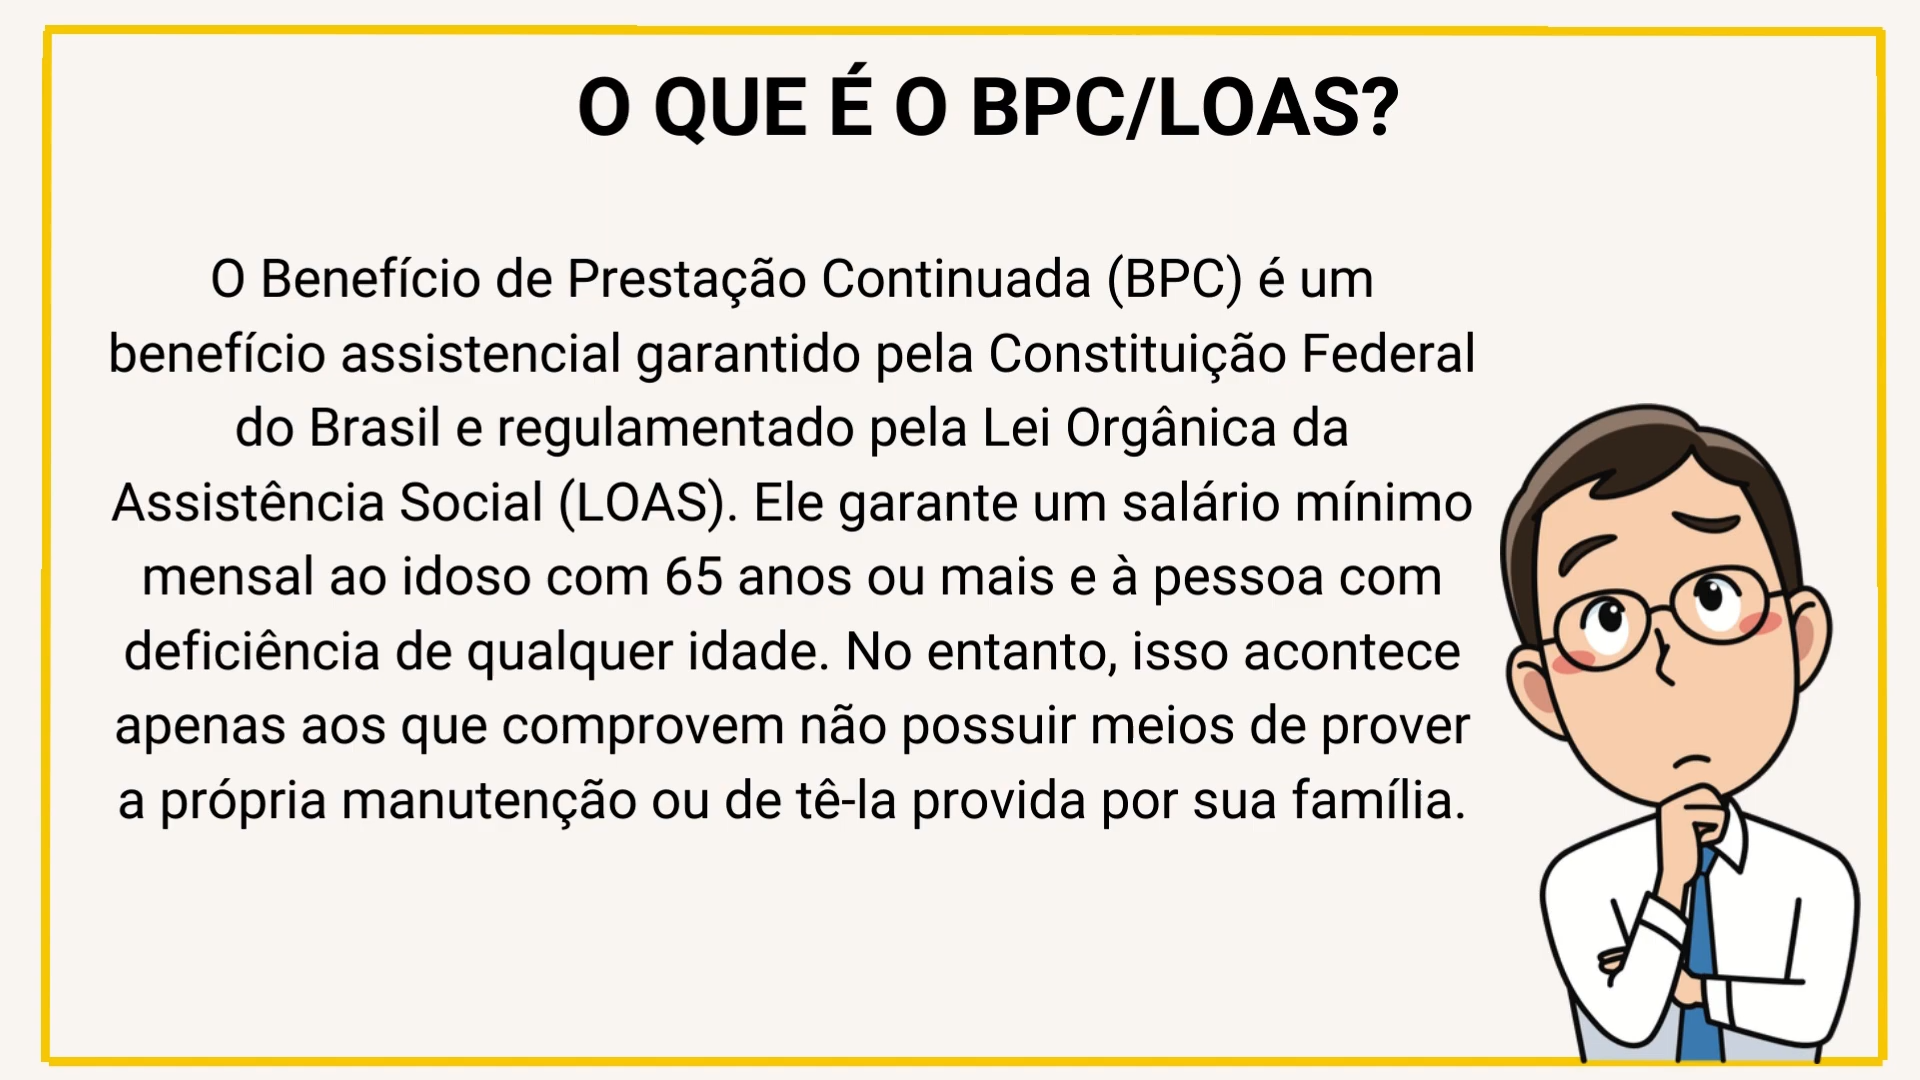 O QUE É O BPC/LOAS?
O Benefício de Prestação Continuada (BPC) é um
benefício assistencial garantido pela Constituição Federal
do Brasil e regulamentado pela Lei Orgânica da
Assistência Social (LOAS). Ele garante um salário mínimo
mensal ao idoso com 65 anos ou mais e à pessoa com
deficiência de qualquer idade. No entanto, isso acontece
apenas aos que comprovem não possuir meios de prover
a própria manutenção ou de tê-la provida por sua família.